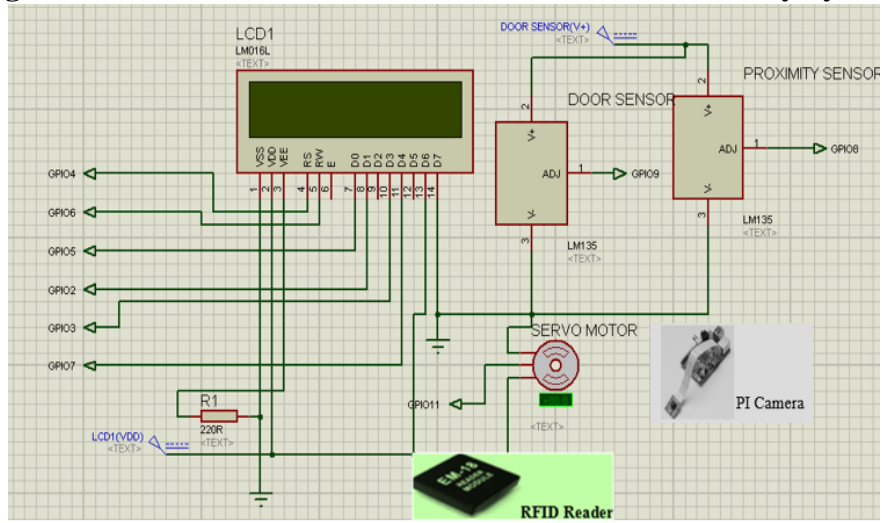 LCD1
LM016L
<TEXT>
DOOR SENSOR(V+)
<TEXT>
PROXIMITY SENSOR
DOOR SENSOR
VSS
VDD
VEE
RS
RW
E
D0
D1
D2
D3
D4
D5
D6
D7
1
2
3
4
5
6
7
8
9
10
11
12
13
14
2
V+
ADJ
1
V-
3
LM135
<TEXT>
2
V+
ADJ
1
V-
3
LM135
<TEXT>
GPIO9
GPIO8
GPIO4
GPIO6
GPIO5
GPIO2
GPIO3
GPIO7
R1
220R
<TEXT>
LCD1(VDD)
<TEXT>
SERVO MOTOR
GPIO11
<TEXT>
PI Camera
EM-18
READER
MODULE
RFID Reader